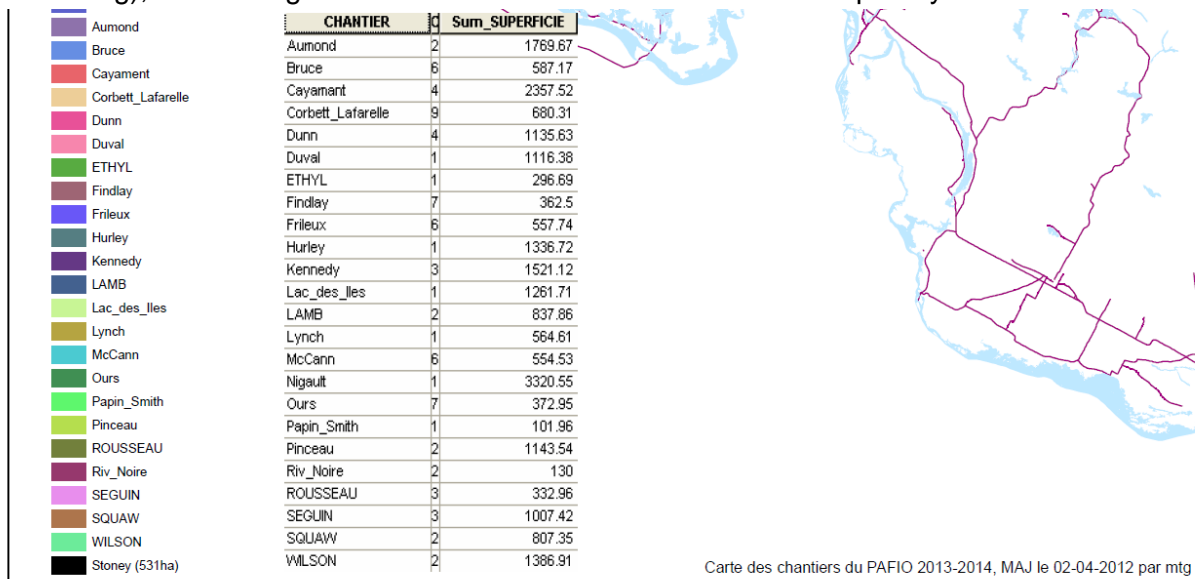 Aumond
Bruce
Cayament
Corbett_Lafarelle
Dunn
Duval
ETHYL
Findlay
Frileux
Hurley
Kennedy
LAMB
Lac_des_Iles
Lynch
McCann
Ours
Papin_Smith
Pinceau
ROUSSEAU
Riv_Noire
SEGUIN
SQUAW
WILSON
Stoney (531ha)
CHANTIER Sum_SUPERFICIE
Aumond 2 1769.67
Bruce 6 587.17
Cayamant 4 2357.52
Corbett_Lafarelle 9 680.31
Dunn 4 1135.63
Duval 1 1116.38
ETHYL 1 296.69
Findlay 7 362.5
Frileux 6 557.74
Hurley 1 1336.72
Kennedy 3 1521.12
Lac_des_Iles 1 1261.71
LAMB 2 837.86
Lynch 1 564.61
McCann 6 554.53
Nigault 1 3320.55
Ours 7 372.95
Papin_Smith 1 101.96
Pinceau 2 1143.54
Riv_Noire 2 130
ROUSSEAU 3 332.96
SEGUIN 3 1007.42
SQUAW 2 807.35
WILSON 2 1386.91
Carte des chantiers du PAFIO 2013-2014, MAJ le 02-04-2012 par mtg